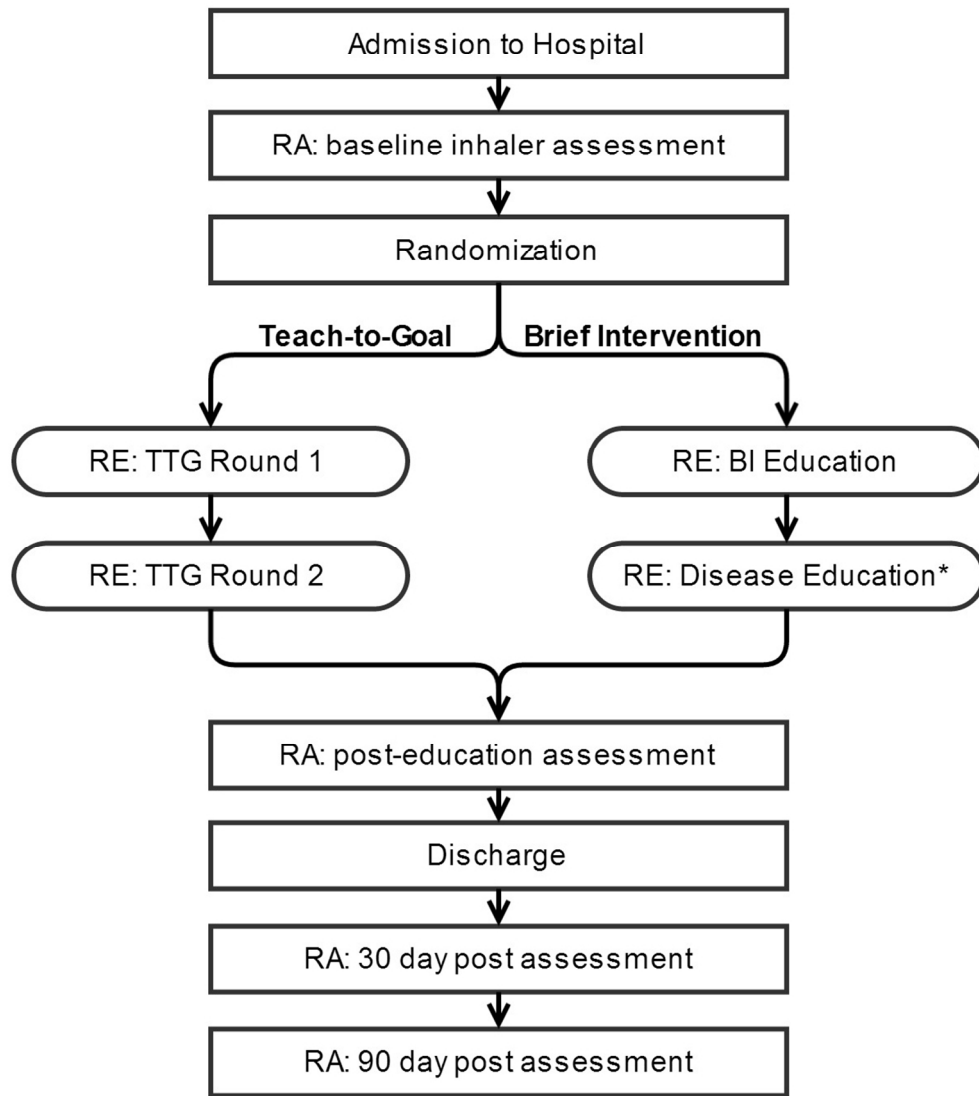 Admission to Hospital
RA: baseline inhaler assessment
Randomization
Teach-to-Goal
Brief Intervention
RE: TTG Round 1
RE: BI Education
RE: TTG Round 2
RE: Disease Education*
RA: post-education assessment
Discharge
RA: 30 day post assessment
RA: 90 day post assessment